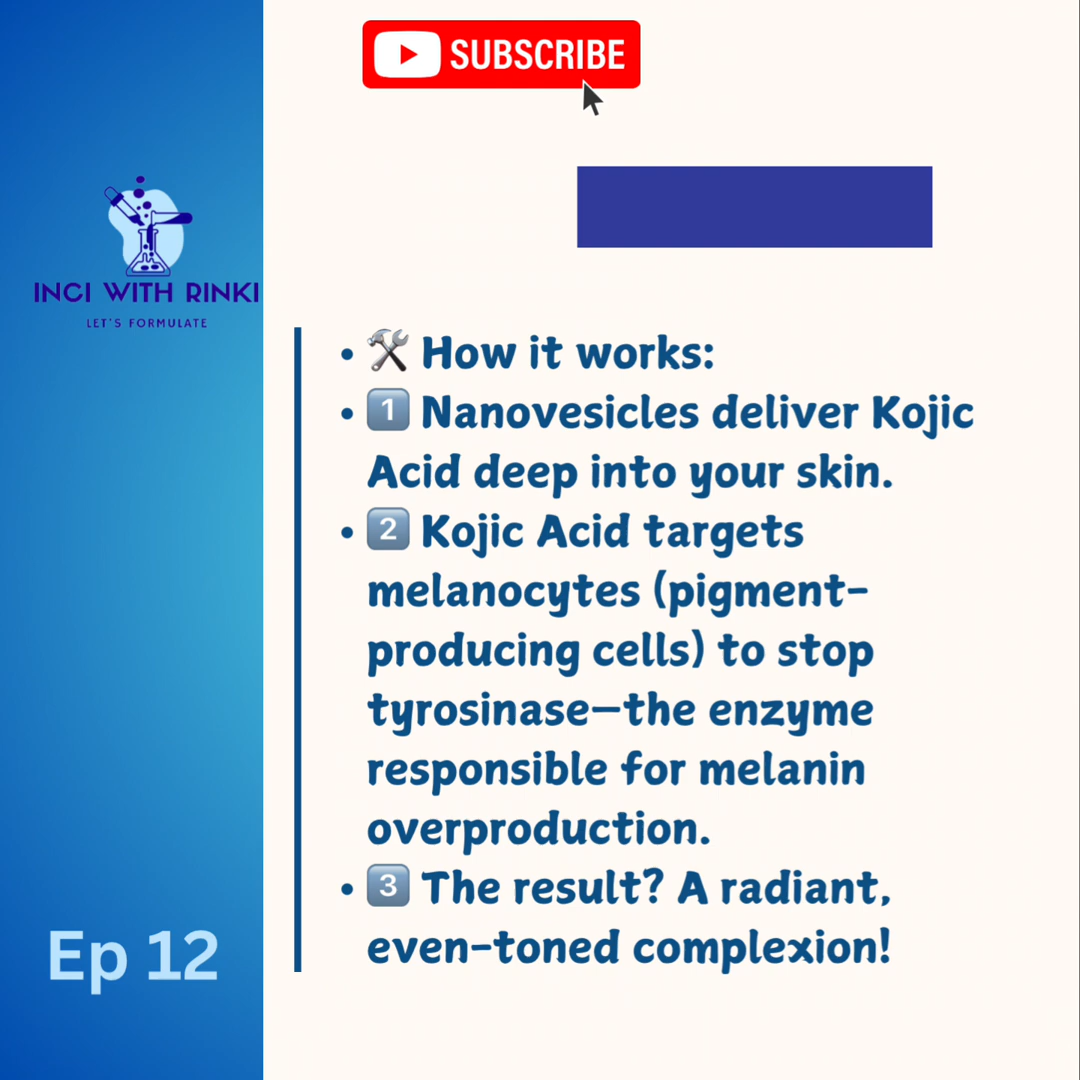 SUBSCRIBE
INCI WITH RINKI
LET'S FORMULATE
• 🛠️ How it works:
• 1️⃣ Nanovesicles deliver Kojic
Acid deep into your skin.
• 2️⃣ Kojic Acid targets
melanocytes (pigment-
producing cells) to stop
tyrosinase—the enzyme
responsible for melanin
overproduction.
• 3️⃣ The result? A radiant,
even-toned complexion!
Ep 12